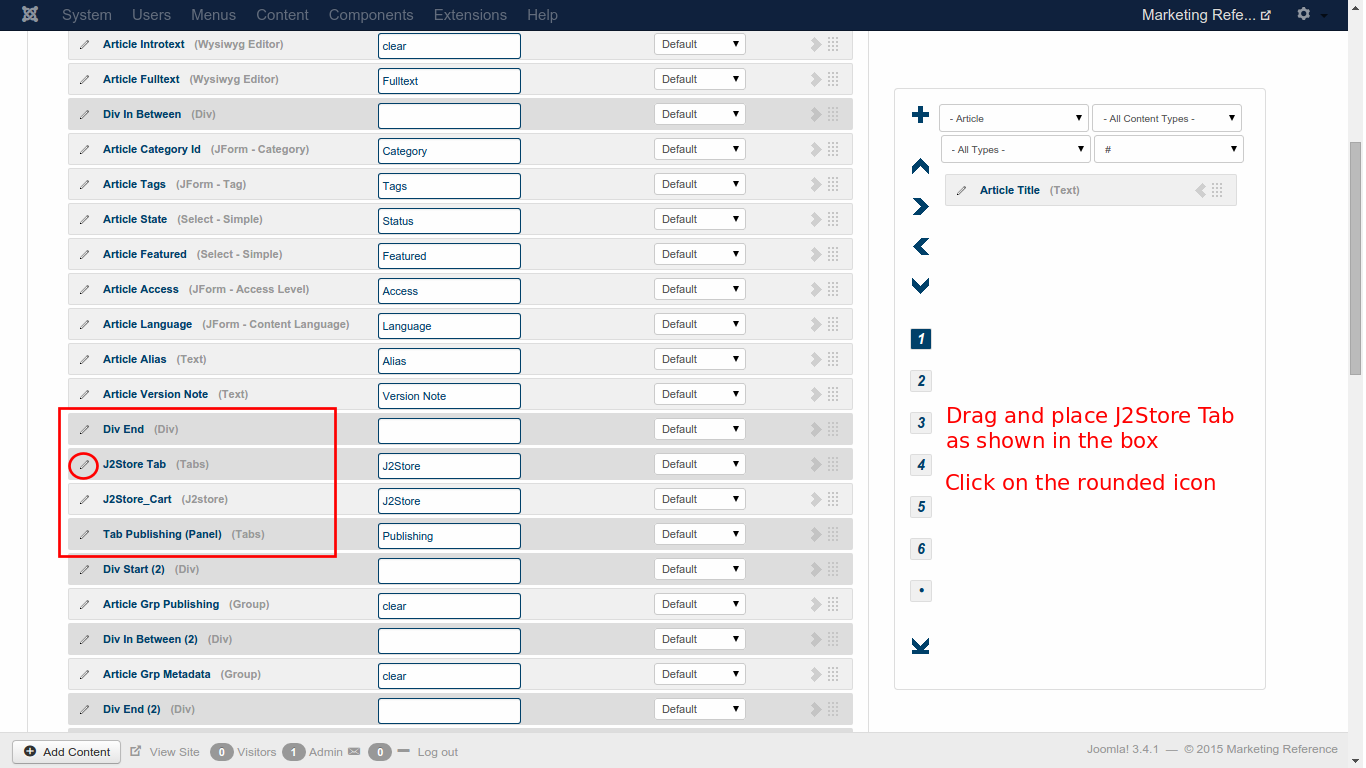 System Users Menus Content Components Extensions Help Marketing Refe...
Article Introtext (Wysiwyg Editor) clear Default
Article Fulltext (Wysiwyg Editor) Fulltext Default
Div In Between (Div) Default
Article Category Id (JForm - Category) Category Default
Article Tags (JForm - Tag) Tags Default
Article State (Select - Simple) Status Default
Article Featured (Select - Simple) Featured Default
Article Access (JForm - Access Level) Access Default
Article Language (JForm - Content Language) Language Default
Article Alias (Text) Alias Default
Article Version Note (Text) Version Note Default
Div End (Div) Default
J2Store Tab (Tabs) J2Store Default
J2Store_Cart (J2store) J2Store Default
Tab Publishing (Panel) (Tabs) Publishing Default
Div Start (2) (Div) Default
Article Grp Publishing (Group) clear Default
Div In Between (2) (Div) Default
Article Grp Metadata (Group) clear Default
Div End (2) (Div) Default
- Article - All Content Types -
- All Types - #
Article Title (Text)
1
2
3
4
5
6
•
Drag and place J2Store Tab
as shown in the box
Click on the rounded icon
Add Content View Site 0 Visitors 1 Admin 0 Log out Joomla! 3.4.1 — © 2015 Marketing Reference